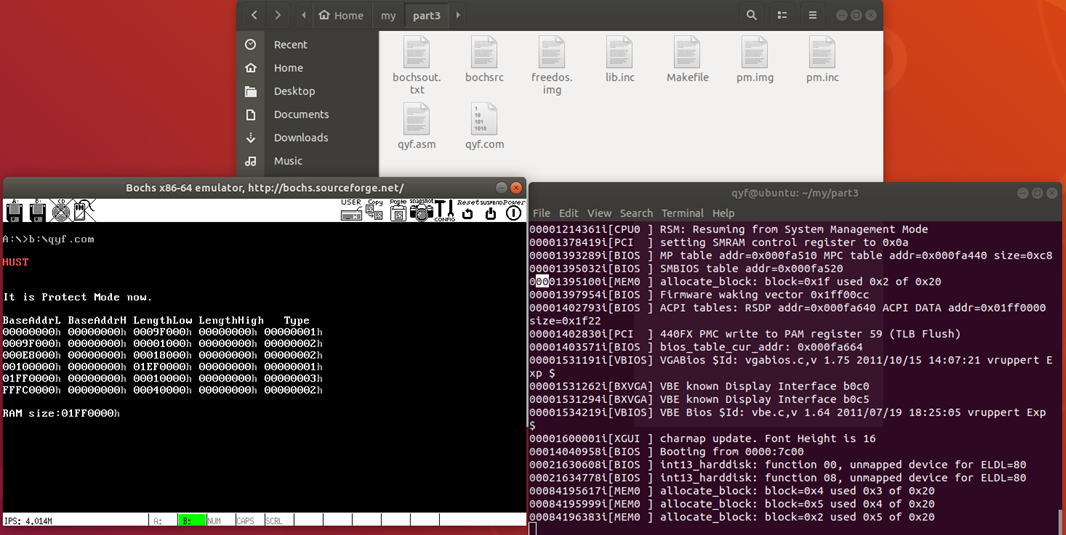 Home my part3
Recent
Home
Desktop
Documents
Downloads
Music
bochsout.txt bochsrc freedos.img lib.inc Makefile pm.img pm.inc
qyf.asm qyf.com
Bochs x86-64 emulator, http://bochs.sourceforge.net/
A: B: CD USER Copy Paste snapshot CONFIG Reset SUSPEND Power
A:\>b:\qyf.com
HUST
It is Protect Mode now.
BaseAddrL BaseAddrH LengthLow LengthHigh Type
00000000h 00000000h 0009F000h 00000000h 00000001h
0009F000h 00000000h 00001000h 00000000h 00000002h
000E8000h 00000000h 00018000h 00000000h 00000002h
00100000h 00000000h 01EF0000h 00000000h 00000001h
01FF0000h 00000000h 00010000h 00000000h 00000003h
FFFC0000h 00000000h 00040000h 00000000h 00000002h
RAM size:01FF0000h
IPS: 4,014M A: B: NUM CAPS SCRL
qyf@ubuntu: ~/my/part3
File Edit View Search Terminal Help
00001214361i[CPU0 ] RSM: Resuming from System Management Mode
00001378419i[PCI ] setting SMRAM control register to 0x0a
00001393289i[BIOS ] MP table addr=0x000fa510 MPC table addr=0x000fa440 size=0xc8
00001395032i[BIOS ] SMBIOS table addr=0x000fa520
00001395100i[MEM0 ] allocate_block: block=0x1f used 0x2 of 0x20
00001397954i[BIOS ] Firmware waking vector 0x1ff00cc
00001402793i[BIOS ] ACPI tables: RSDP addr=0x000fa640 ACPI DATA addr=0x01ff0000
size=0x1f22
00001402830i[PCI ] 440FX PMC write to PAM register 59 (TLB Flush)
00001403571i[BIOS ] bios_table_cur_addr: 0x000fa664
00001531191i[VBIOS] VGABios $Id: vgabios.c,v 1.75 2011/10/15 14:07:21 vruppert E
xp $
00001531262i[BXVGA] VBE known Display Interface b0c0
00001531294i[BXVGA] VBE known Display Interface b0c5
00001534219i[VBIOS] VBE Bios $Id: vbe.c,v 1.64 2011/07/19 18:25:05 vruppert Exp
$
00001600001i[XGUI ] charmap update. Font Height is 16
00014040958i[BIOS ] Booting from 0000:7c00
00021630608i[BIOS ] int13_harddisk: function 00, unmapped device for ELDL=80
00021634778i[BIOS ] int13_harddisk: function 08, unmapped device for ELDL=80
00084195617i[MEM0 ] allocate_block: block=0x4 used 0x3 of 0x20
00084195999i[MEM0 ] allocate_block: block=0x5 used 0x4 of 0x20
00084196383i[MEM0 ] allocate_block: block=0x2 used 0x5 of 0x20